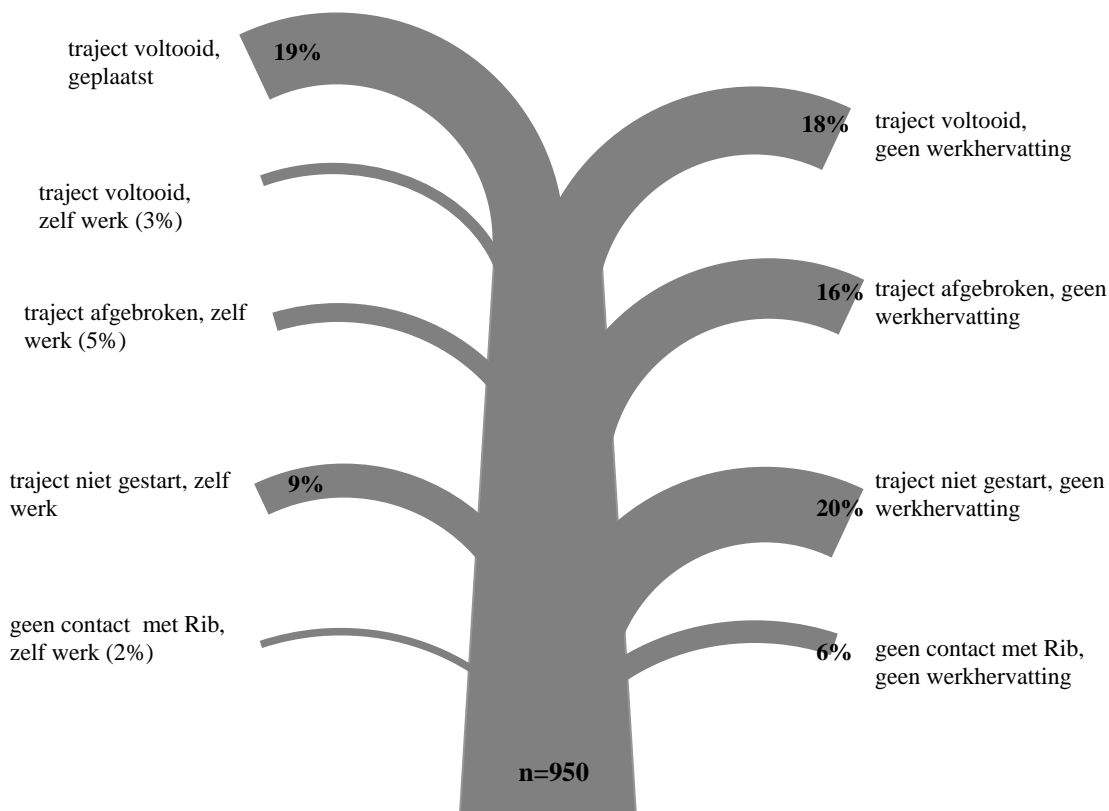 traject voltooid,
geplaatst
19%
18%
traject voltooid,
geen werkhervatting
traject voltooid,
zelf werk (3%)
16%
traject afgebroken, geen
werkhervatting
traject afgebroken, zelf
werk (5%)
traject niet gestart, zelf
werk
9%
20%
traject niet gestart, geen
werkhervatting
geen contact  met Rib,
zelf werk (2%)
6%
geen contact met Rib,
geen werkhervatting
n=950